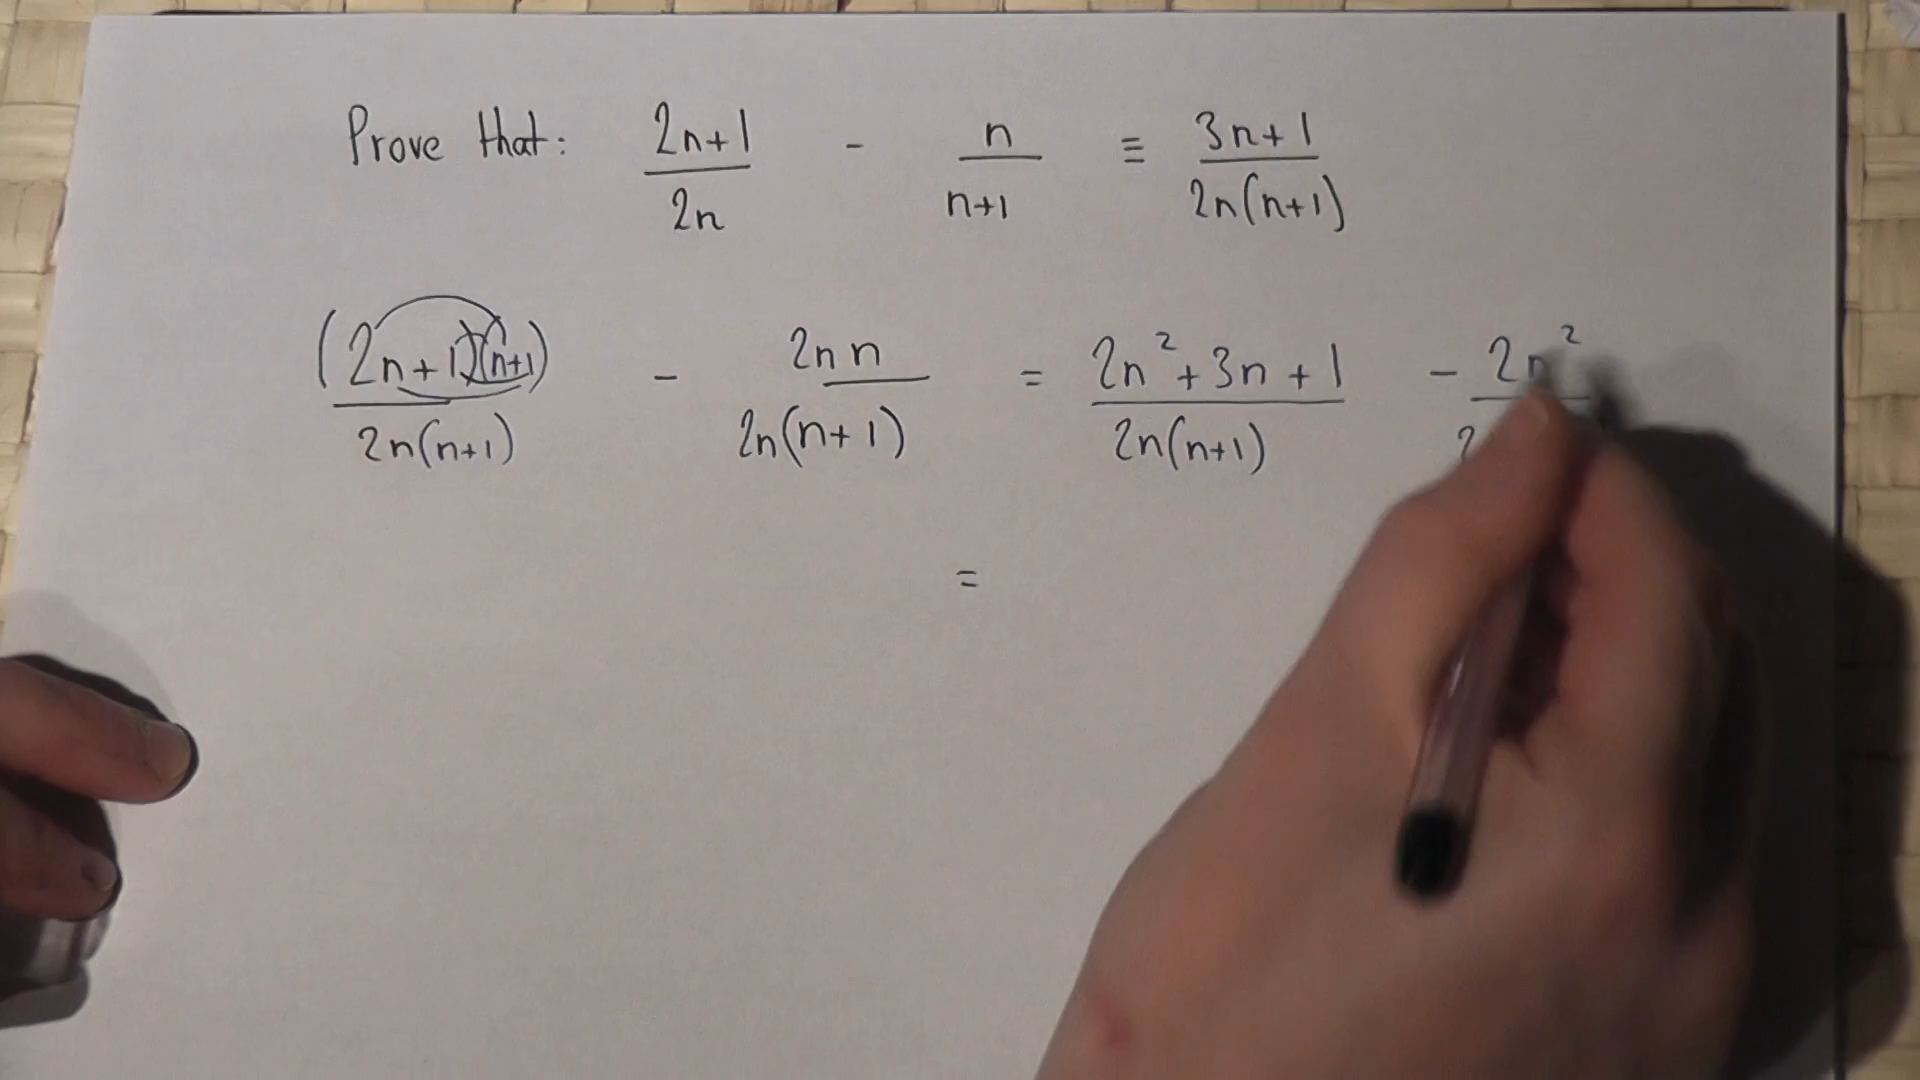 Prove that: (2n+1)/(2n) - n/(n+1) ≡ (3n+1)/(2n(n+1))
((2n+1)(n+1))/(2n(n+1)) - (2n n)/(2n(n+1)) = (2n²+3n+1)/(2n(n+1)) - 2n²/2
=